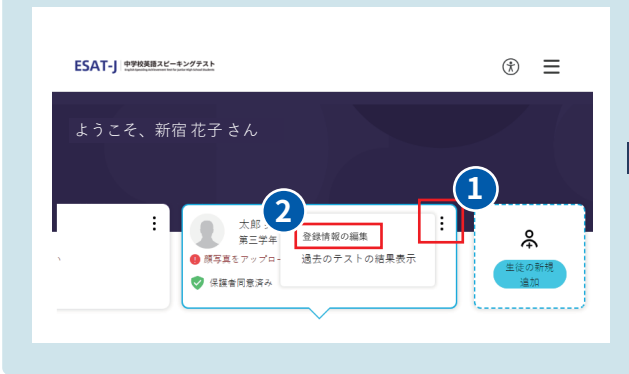 ESAT-J 中学校英語スピーキングテスト
ようこそ、新宿 花子 さん
1
2
太郎
第三学年
登録情報の編集
過去のテストの結果表示
顔写真をアップロー
保護者同意済み
生徒の新規
追加